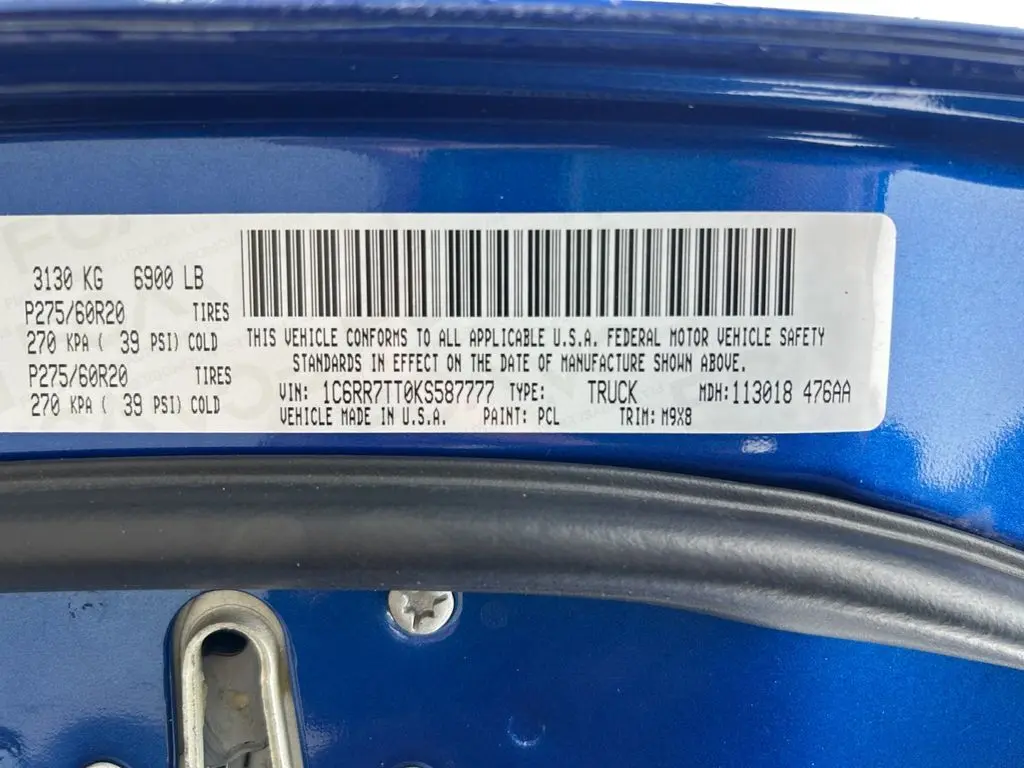 3130 KG 6900 LB
P275/60R20 TIRES
270 KPA ( 39 PSI) COLD
P275/60R20 TIRES
270 KPA ( 39 PSI) COLD
THIS VEHICLE CONFORMS TO ALL APPLICABLE U.S.A. FEDERAL MOTOR VEHICLE SAFETY
STANDARDS IN EFFECT ON THE DATE OF MANUFACTURE SHOWN ABOVE.
VIN: 1C6RR7TT0KS587777 TYPE: TRUCK MDH: 113018 476AA
VEHICLE MADE IN U.S.A. PAINT: PCL TRIM: M9X8